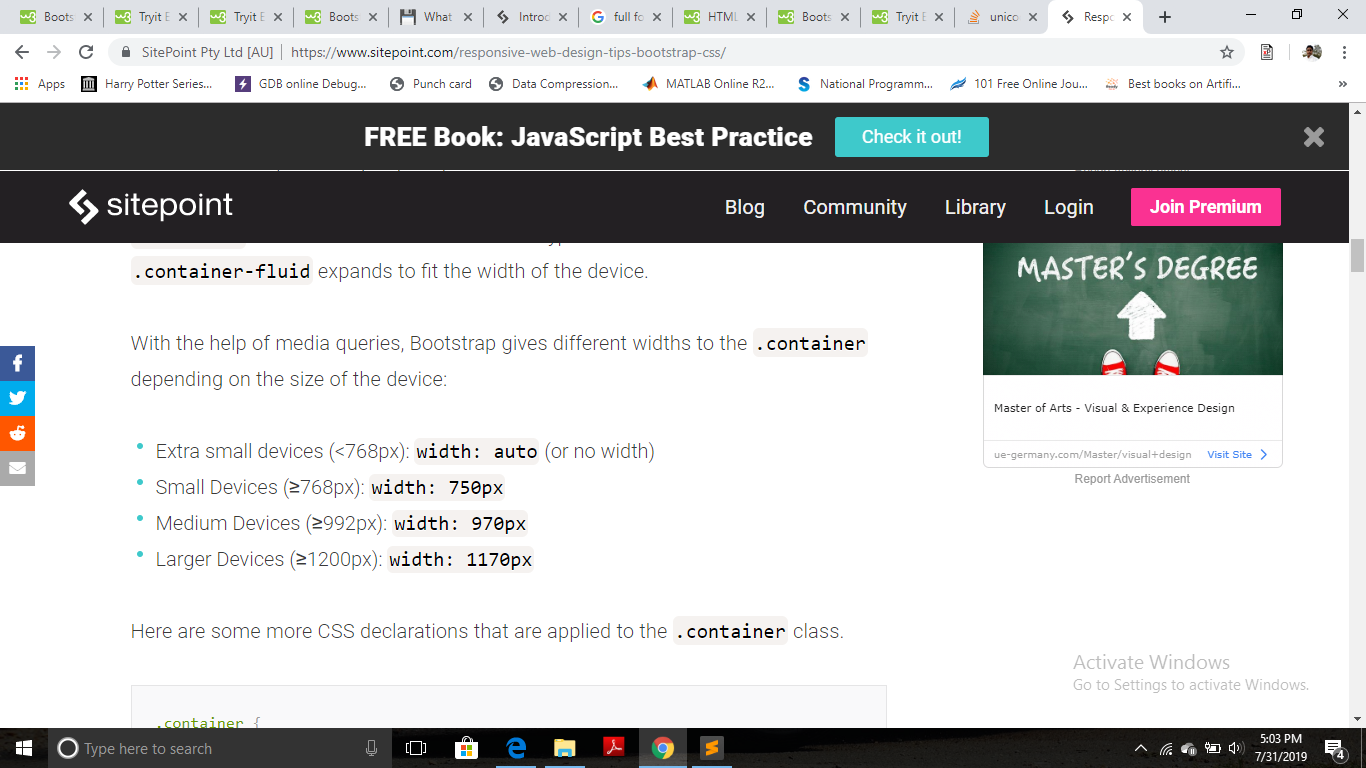 Boots
Tryit E
Tryit E
Boots
What
Introd
full fo
HTML
Boots
Tryit E
unico
Respo
SitePoint Pty Ltd [AU] | https://www.sitepoint.com/responsive-web-design-tips-bootstrap-css/
Apps
Harry Potter Series...
GDB online Debug...
Punch card
Data Compression...
MATLAB Online R2...
National Programm...
101 Free Online Jou...
Best books on Artifi...
»
FREE Book: JavaScript Best Practice
Check it out!
sitepoint
Blog
Community
Library
Login
Join Premium
.container-fluid expands to fit the width of the device.
With the help of media queries, Bootstrap gives different widths to the .container
depending on the size of the device:
• Extra small devices (<768px): width: auto (or no width)
• Small Devices (≥768px): width: 750px
• Medium Devices (≥992px): width: 970px
• Larger Devices (≥1200px): width: 1170px
Here are some more CSS declarations that are applied to the .container class.
.container {
MASTER'S DEGREE
Master of Arts - Visual & Experience Design
ue-germany.com/Master/visual+design
Visit Site
Report Advertisement
Activate Windows
Go to Settings to activate Windows.
Type here to search
5:03 PM
7/31/2019
4